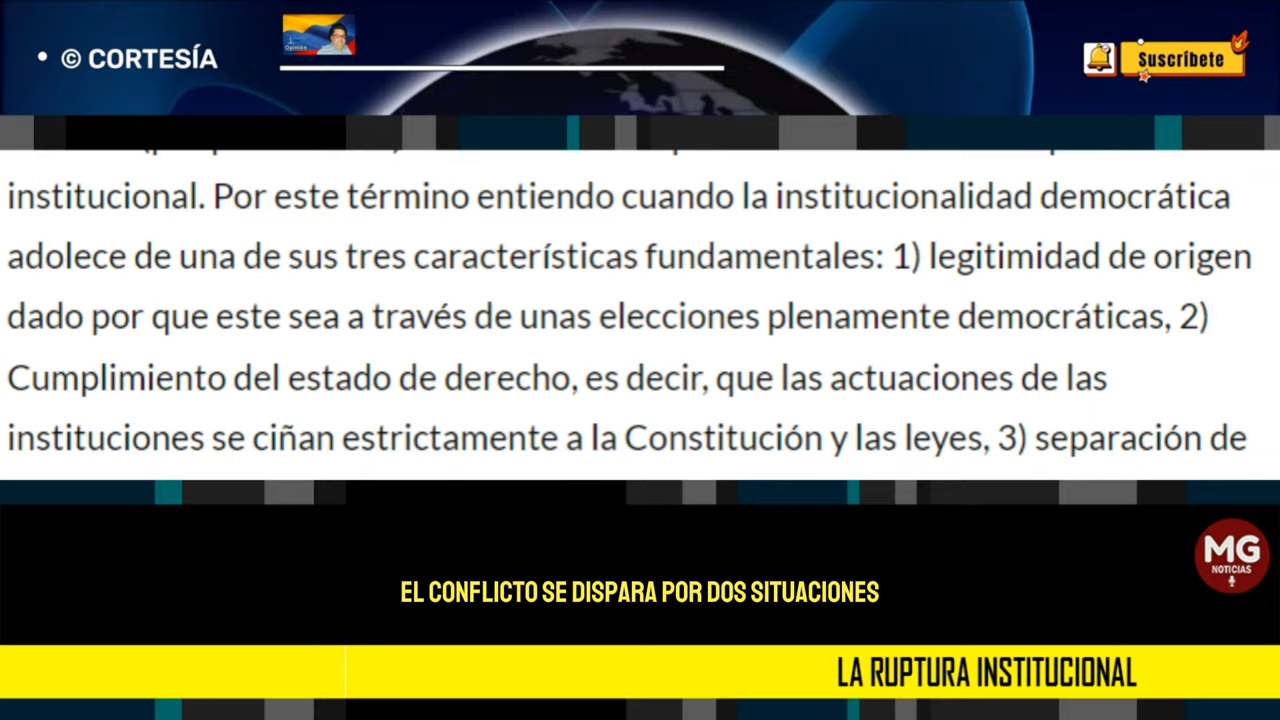 • © CORTESÍA
Opinión
Suscríbete
institucional. Por este término entiendo cuando la institucionalidad democrática
adolece de una de sus tres características fundamentales: 1) legitimidad de origen
dado por que este sea a través de unas elecciones plenamente democráticas, 2)
Cumplimiento del estado de derecho, es decir, que las actuaciones de las
instituciones se ciñan estrictamente a la Constitución y las leyes, 3) separación de
MG
NOTICIAS
EL CONFLICTO SE DISPARA POR DOS SITUACIONES
LA RUPTURA INSTITUCIONAL